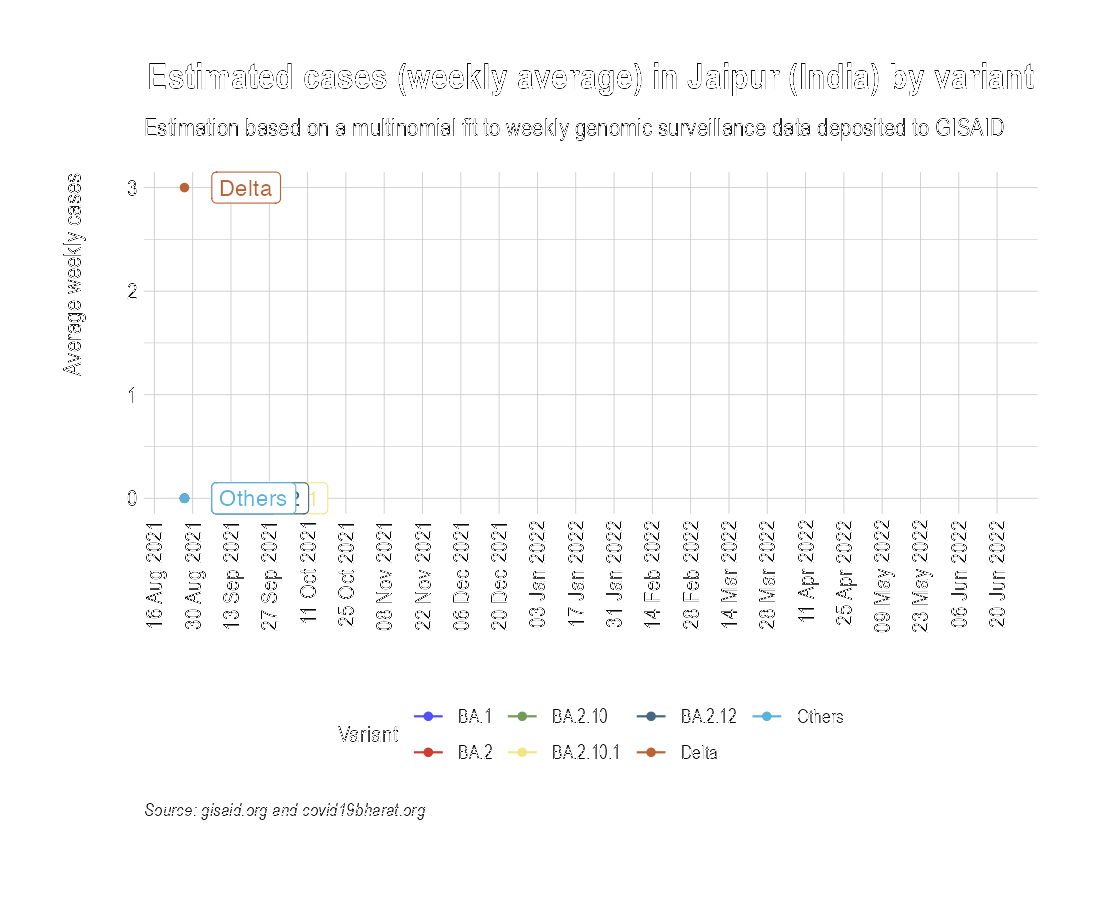 Estimated cases (weekly average) in Jaipur (India) by variant
Estimation based on a multinomial fit to weekly genomic surveillance data deposited to GISAID
Average weekly cases
3
2
1
0
Delta
Others
2
1
16 Aug 2021
30 Aug 2021
13 Sep 2021
27 Sep 2021
11 Oct 2021
25 Oct 2021
08 Nov 2021
22 Nov 2021
06 Dec 2021
20 Dec 2021
03 Jan 2022
17 Jan 2022
31 Jan 2022
14 Feb 2022
28 Feb 2022
14 Mar 2022
28 Mar 2022
11 Apr 2022
25 Apr 2022
09 May 2022
23 May 2022
06 Jun 2022
20 Jun 2022
Variant
BA.1
BA.2.10
BA.2.12
Others
BA.2
BA.2.10.1
Delta
Source: gisaid.org and covid19bharat.org